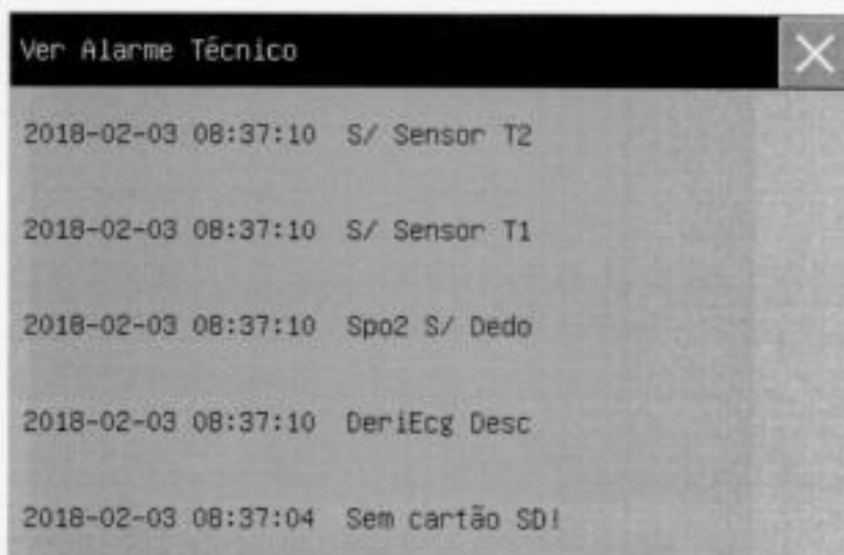 Ver Alarme Técnico
2018-02-03 08:37:10 S/ Sensor T2
2018-02-03 08:37:10 S/ Sensor T1
2018-02-03 08:37:10 Spo2 S/ Dedo
2018-02-03 08:37:10 DeriEcg Desc
2018-02-03 08:37:04 Sem cartão SD!